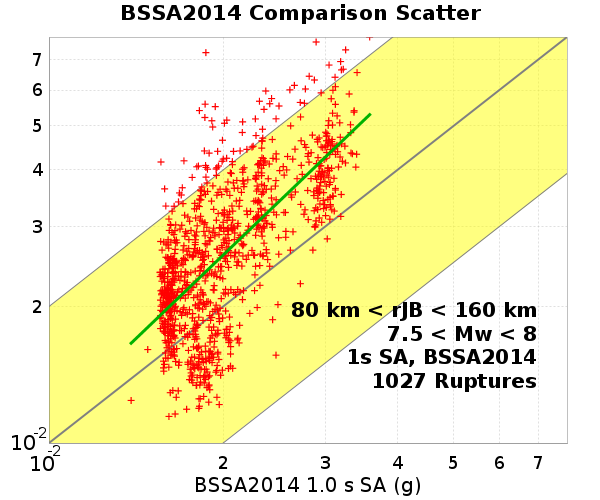 BSSA2014 Comparison Scatter
7
6
5
4
3
2
10-2
80 km < rJB < 160 km
7.5 < Mw < 8
1s SA, BSSA2014
1027 Ruptures
10-2 2 3 4 5 6 7
BSSA2014 1.0 s SA (g)